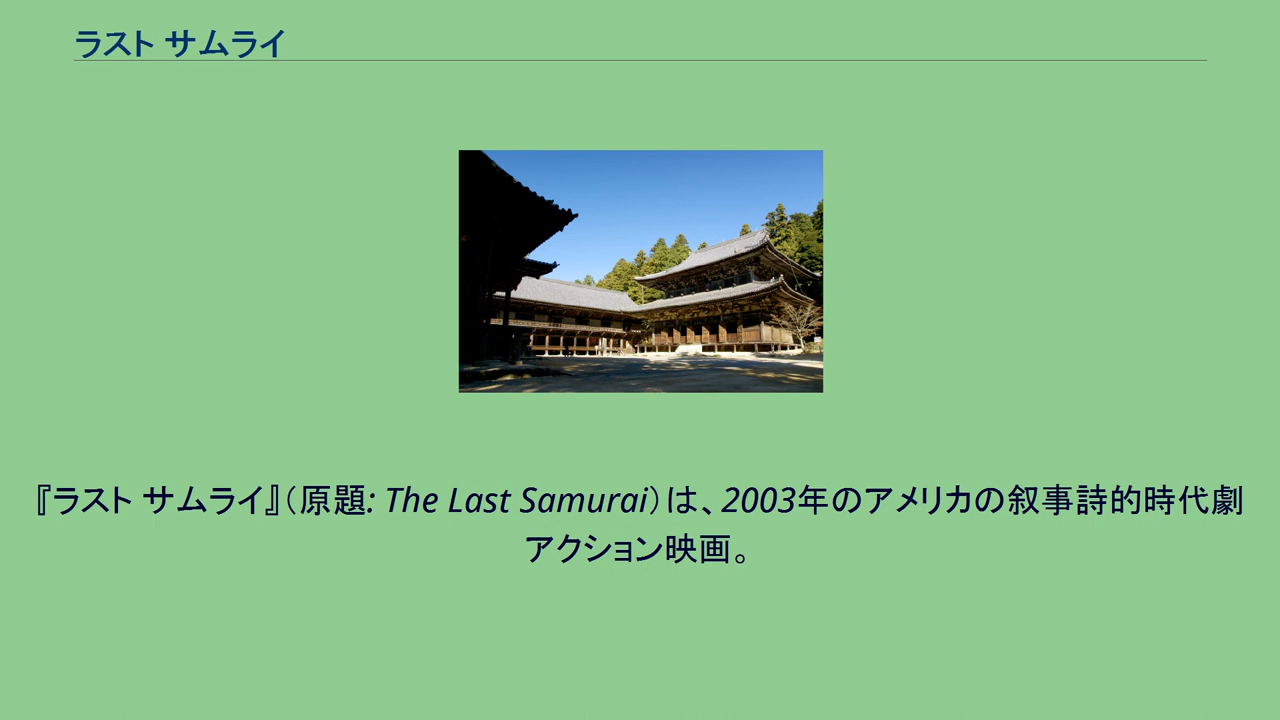 ラスト サムライ
『ラスト サムライ』（原題: The Last Samurai）は、2003年のアメリカの叙事詩的時代劇
アクション映画。